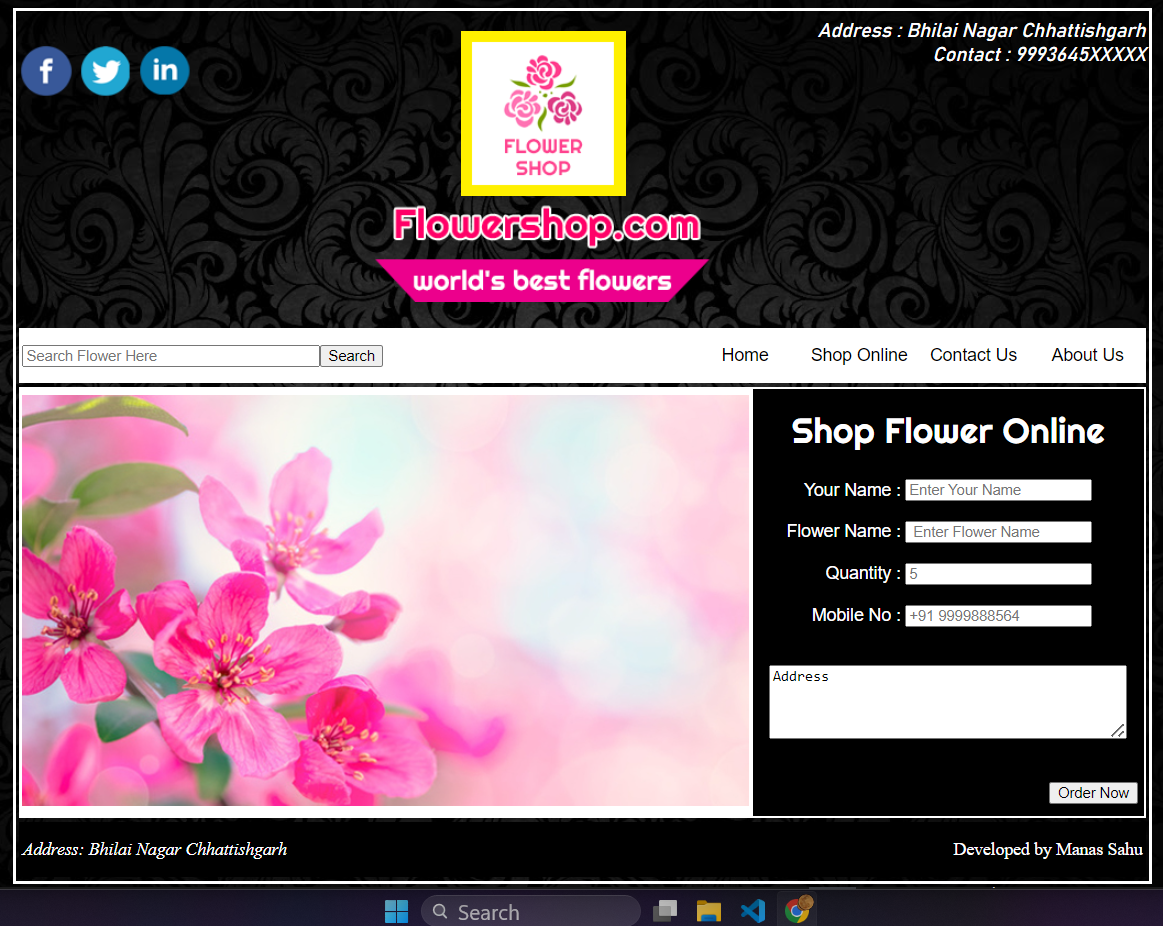 Address : Bhilai Nagar Chhattishgarh
Contact : 9993645XXXXX
f
in
FLOWER
SHOP
Flowershop.com
world's best flowers
Search Flower Here Search Home Shop Online Contact Us About Us
Shop Flower Online
Your Name : Enter Your Name
Flower Name : Enter Flower Name
Quantity : 5
Mobile No : +91 9999888564
Address
Order Now
Address: Bhilai Nagar Chhattishgarh Developed by Manas Sahu
Search